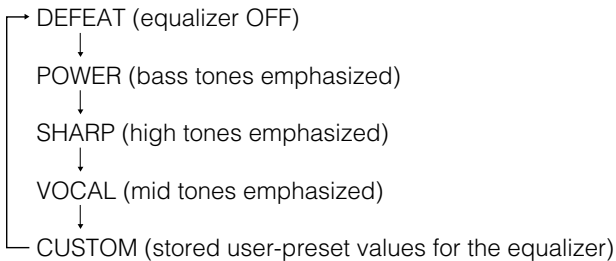 DEFEAT (equalizer OFF)
POWER (bass tones emphasized)
SHARP (high tones emphasized)
VOCAL (mid tones emphasized)
CUSTOM (stored user-preset values for the equalizer)